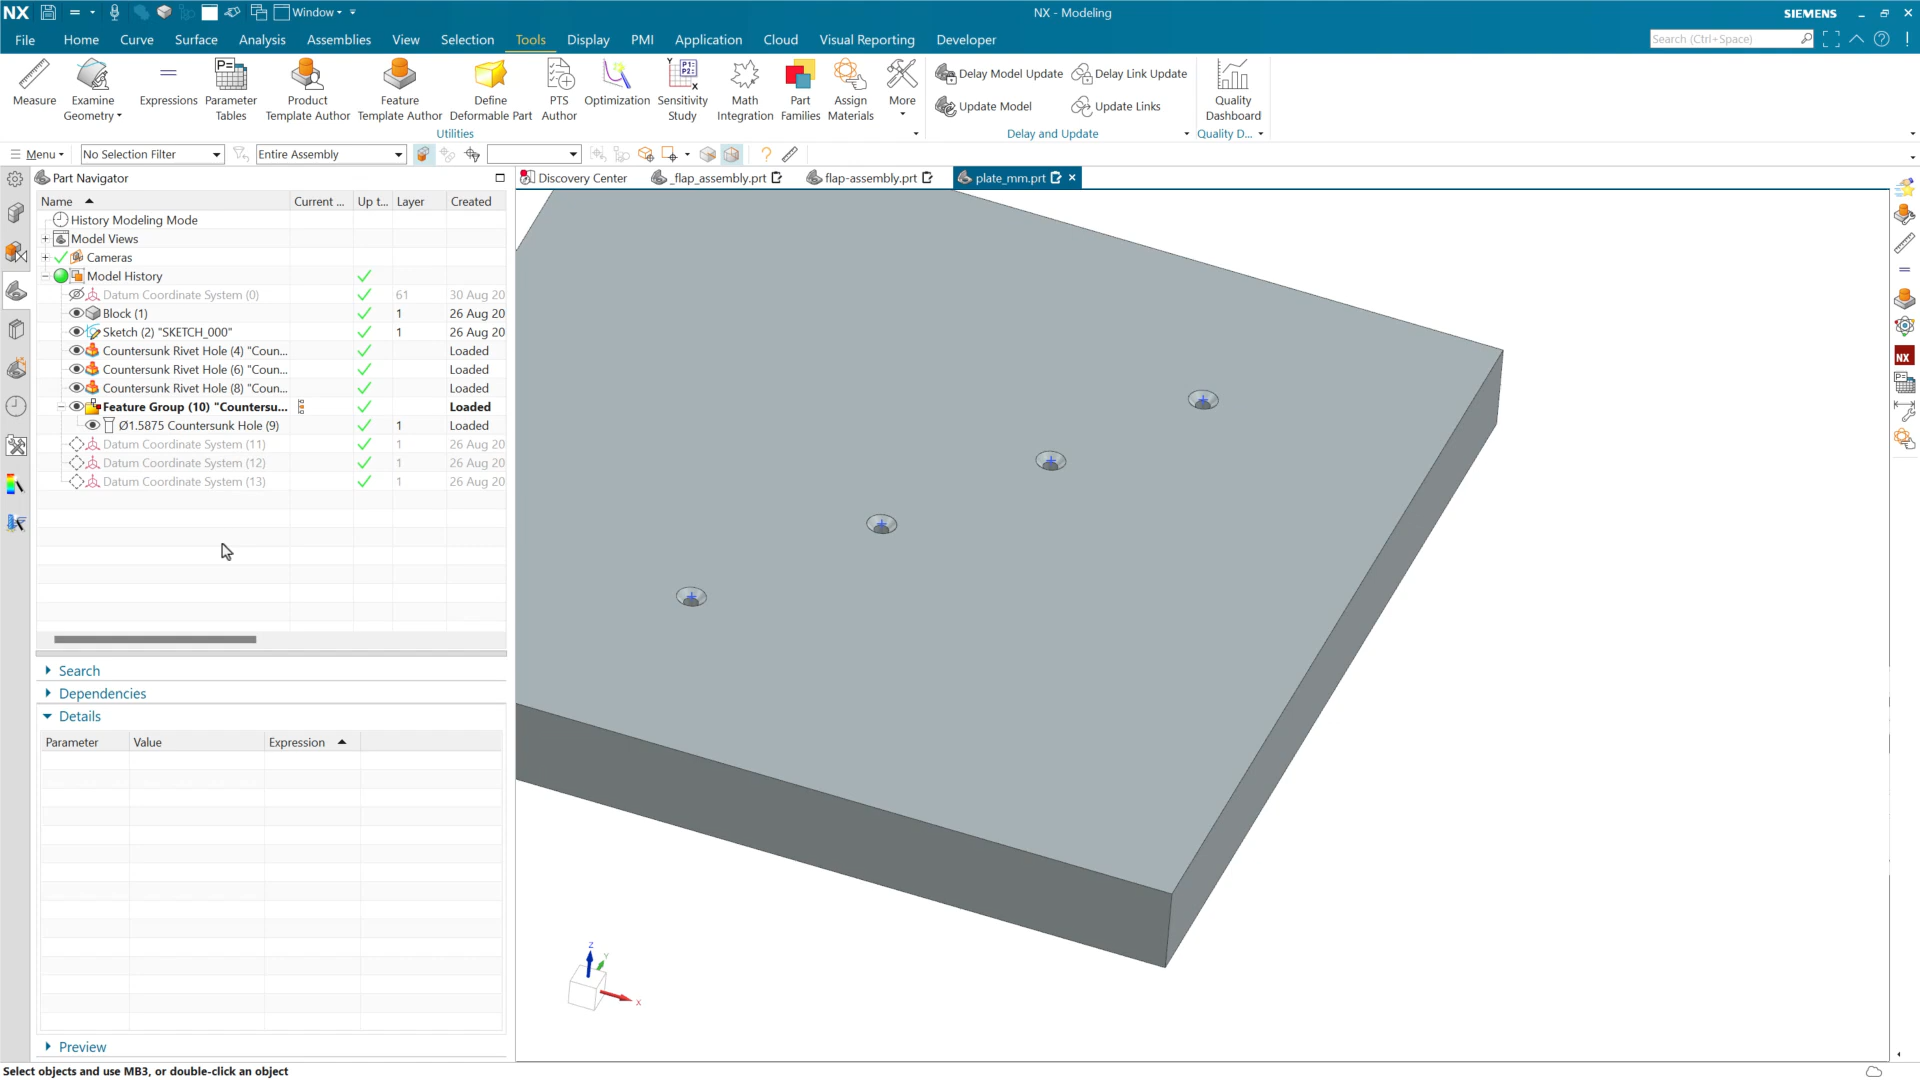 NX Window NX - Modeling SIEMENS
File Home Curve Surface Analysis Assemblies View Selection Tools Display PMI Application Cloud Visual Reporting Developer Search (Ctrl+Space)
Measure Examine Geometry Expressions Parameter Tables Product Template Author Feature Template Author Define Deformable Part PTS Author Optimization Sensitivity Study Math Integration Part Families Assign Materials More
Delay Model Update Delay Link Update
Update Model Update Links
Quality Dashboard
Utilities Delay and Update Quality D...
Menu No Selection Filter Entire Assembly
Part Navigator
Discovery Center _flap_assembly.prt flap-assembly.prt plate_mm.prt
Name Current ... Up t... Layer Created
History Modeling Mode
Model Views
Cameras
Model History
Datum Coordinate System (0) 61 30 Aug 20
Block (1) 1 26 Aug 20
Sketch (2) "SKETCH_000" 1 26 Aug 20
Countersunk Rivet Hole (4) "Coun... Loaded
Countersunk Rivet Hole (6) "Coun... Loaded
Countersunk Rivet Hole (8) "Coun... Loaded
Feature Group (10) "Countersu... Loaded
Ø1.5875 Countersunk Hole (9) 1 Loaded
Datum Coordinate System (11) 1 26 Aug 20
Datum Coordinate System (12) 1 26 Aug 20
Datum Coordinate System (13) 1 26 Aug 20
Search
Dependencies
Details
Parameter Value Expression
Z
Y
X
Preview
Select objects and use MB3, or double-click an object